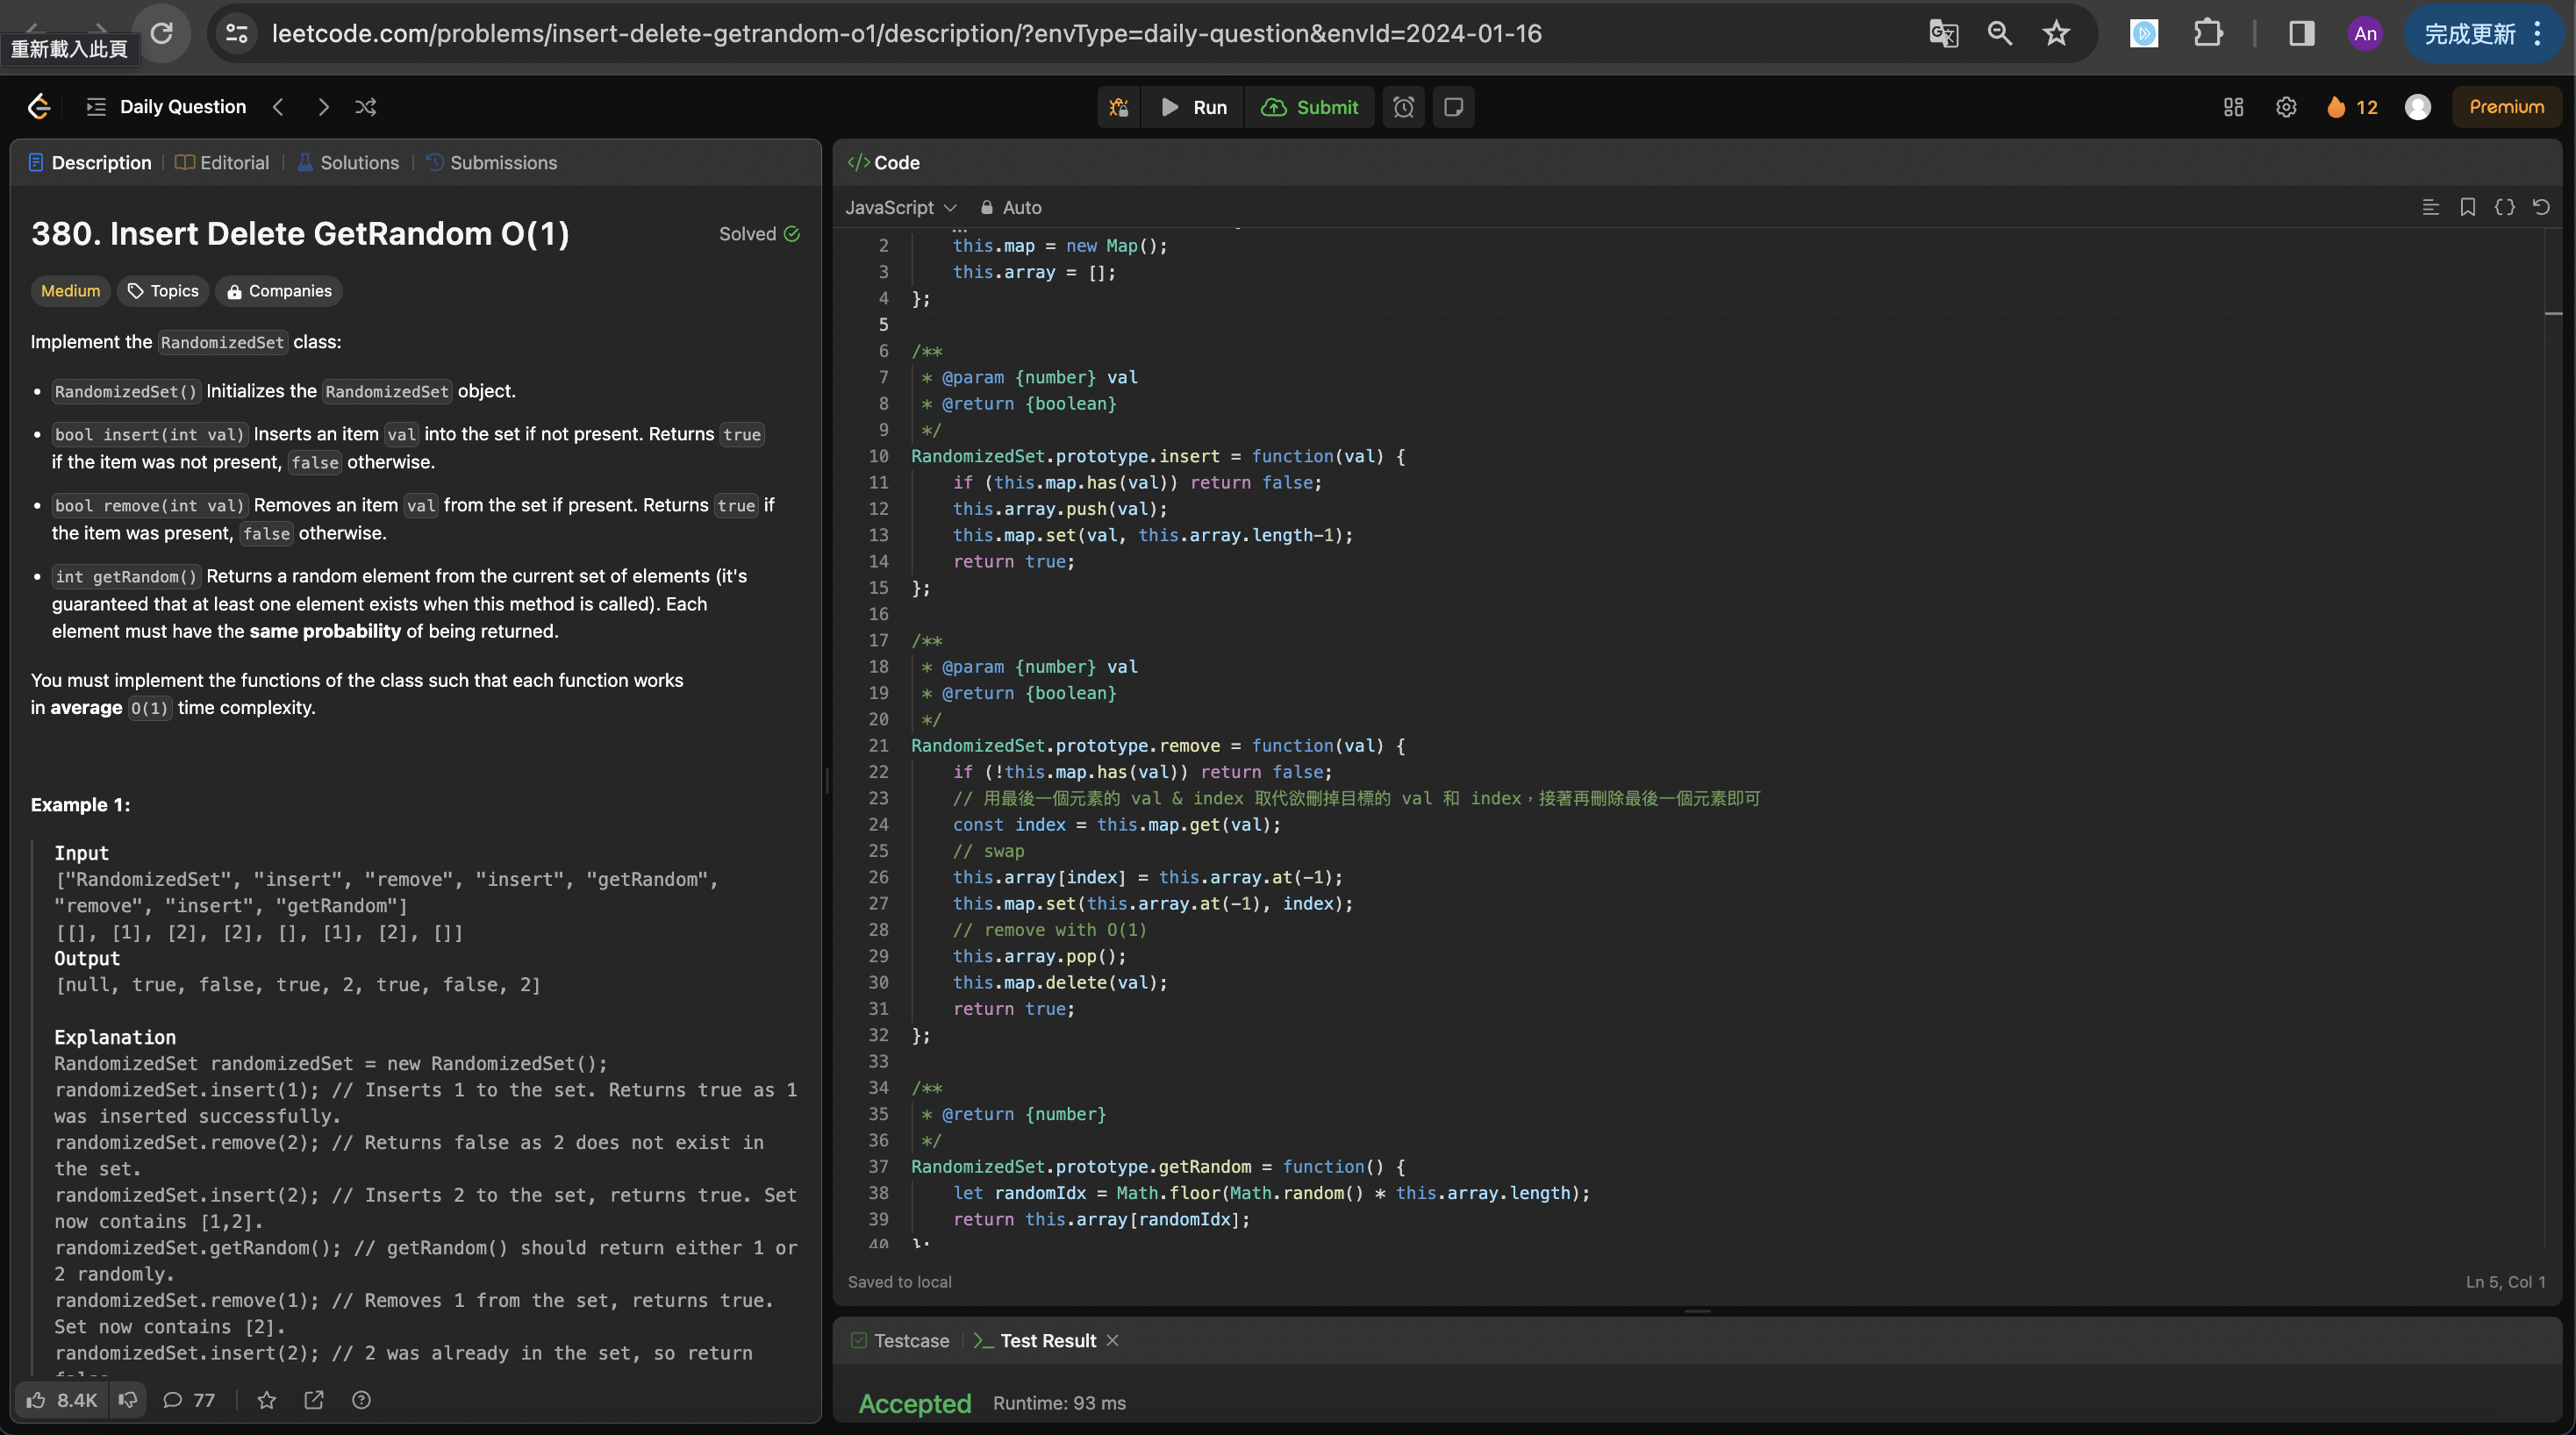 重新載入此頁
leetcode.com/problems/insert-delete-getrandom-o1/description/?envType=daily-question&envId=2024-01-16
An
完成更新
Daily Question
Run
Submit
12
Premium
Description
Editorial
Solutions
Submissions
380. Insert Delete GetRandom O(1)
Solved
Medium
Topics
Companies
Implement the RandomizedSet class:
• RandomizedSet() Initializes the RandomizedSet object.
• bool insert(int val) Inserts an item val into the set if not present. Returns true
if the item was not present, false otherwise.
• bool remove(int val) Removes an item val from the set if present. Returns true if
the item was present, false otherwise.
• int getRandom() Returns a random element from the current set of elements (it's
guaranteed that at least one element exists when this method is called). Each
element must have the same probability of being returned.
You must implement the functions of the class such that each function works
in average O(1) time complexity.
Example 1:
Input
["RandomizedSet", "insert", "remove", "insert", "getRandom",
"remove", "insert", "getRandom"]
[[], [1], [2], [2], [], [1], [2], []]
Output
[null, true, false, true, 2, true, false, 2]
Explanation
RandomizedSet randomizedSet = new RandomizedSet();
randomizedSet.insert(1); // Inserts 1 to the set. Returns true as 1
was inserted successfully.
randomizedSet.remove(2); // Returns false as 2 does not exist in
the set.
randomizedSet.insert(2); // Inserts 2 to the set, returns true. Set
now contains [1,2].
randomizedSet.getRandom(); // getRandom() should return either 1 or
2 randomly.
randomizedSet.remove(1); // Removes 1 from the set, returns true.
Set now contains [2].
randomizedSet.insert(2); // 2 was already in the set, so return
8.4K
77
Code
JavaScript
Auto
2 this.map = new Map();
3 this.array = [];
4 };
5
6 /**
7 * @param {number} val
8 * @return {boolean}
9 */
10 RandomizedSet.prototype.insert = function(val) {
11 if (this.map.has(val)) return false;
12 this.array.push(val);
13 this.map.set(val, this.array.length-1);
14 return true;
15 };
16
17 /**
18 * @param {number} val
19 * @return {boolean}
20 */
21 RandomizedSet.prototype.remove = function(val) {
22 if (!this.map.has(val)) return false;
23 // 用最後一個元素的 val & index 取代欲刪掉目標的 val 和 index，接著再刪除最後一個元素即可
24 const index = this.map.get(val);
25 // swap
26 this.array[index] = this.array.at(-1);
27 this.map.set(this.array.at(-1), index);
28 // remove with O(1)
29 this.array.pop();
30 this.map.delete(val);
31 return true;
32 };
33
34 /**
35 * @return {number}
36 */
37 RandomizedSet.prototype.getRandom = function() {
38 let randomIdx = Math.floor(Math.random() * this.array.length);
39 return this.array[randomIdx];
40 };
Saved to local
Ln 5, Col 1
Testcase
Test Result
Accepted
Runtime: 93 ms